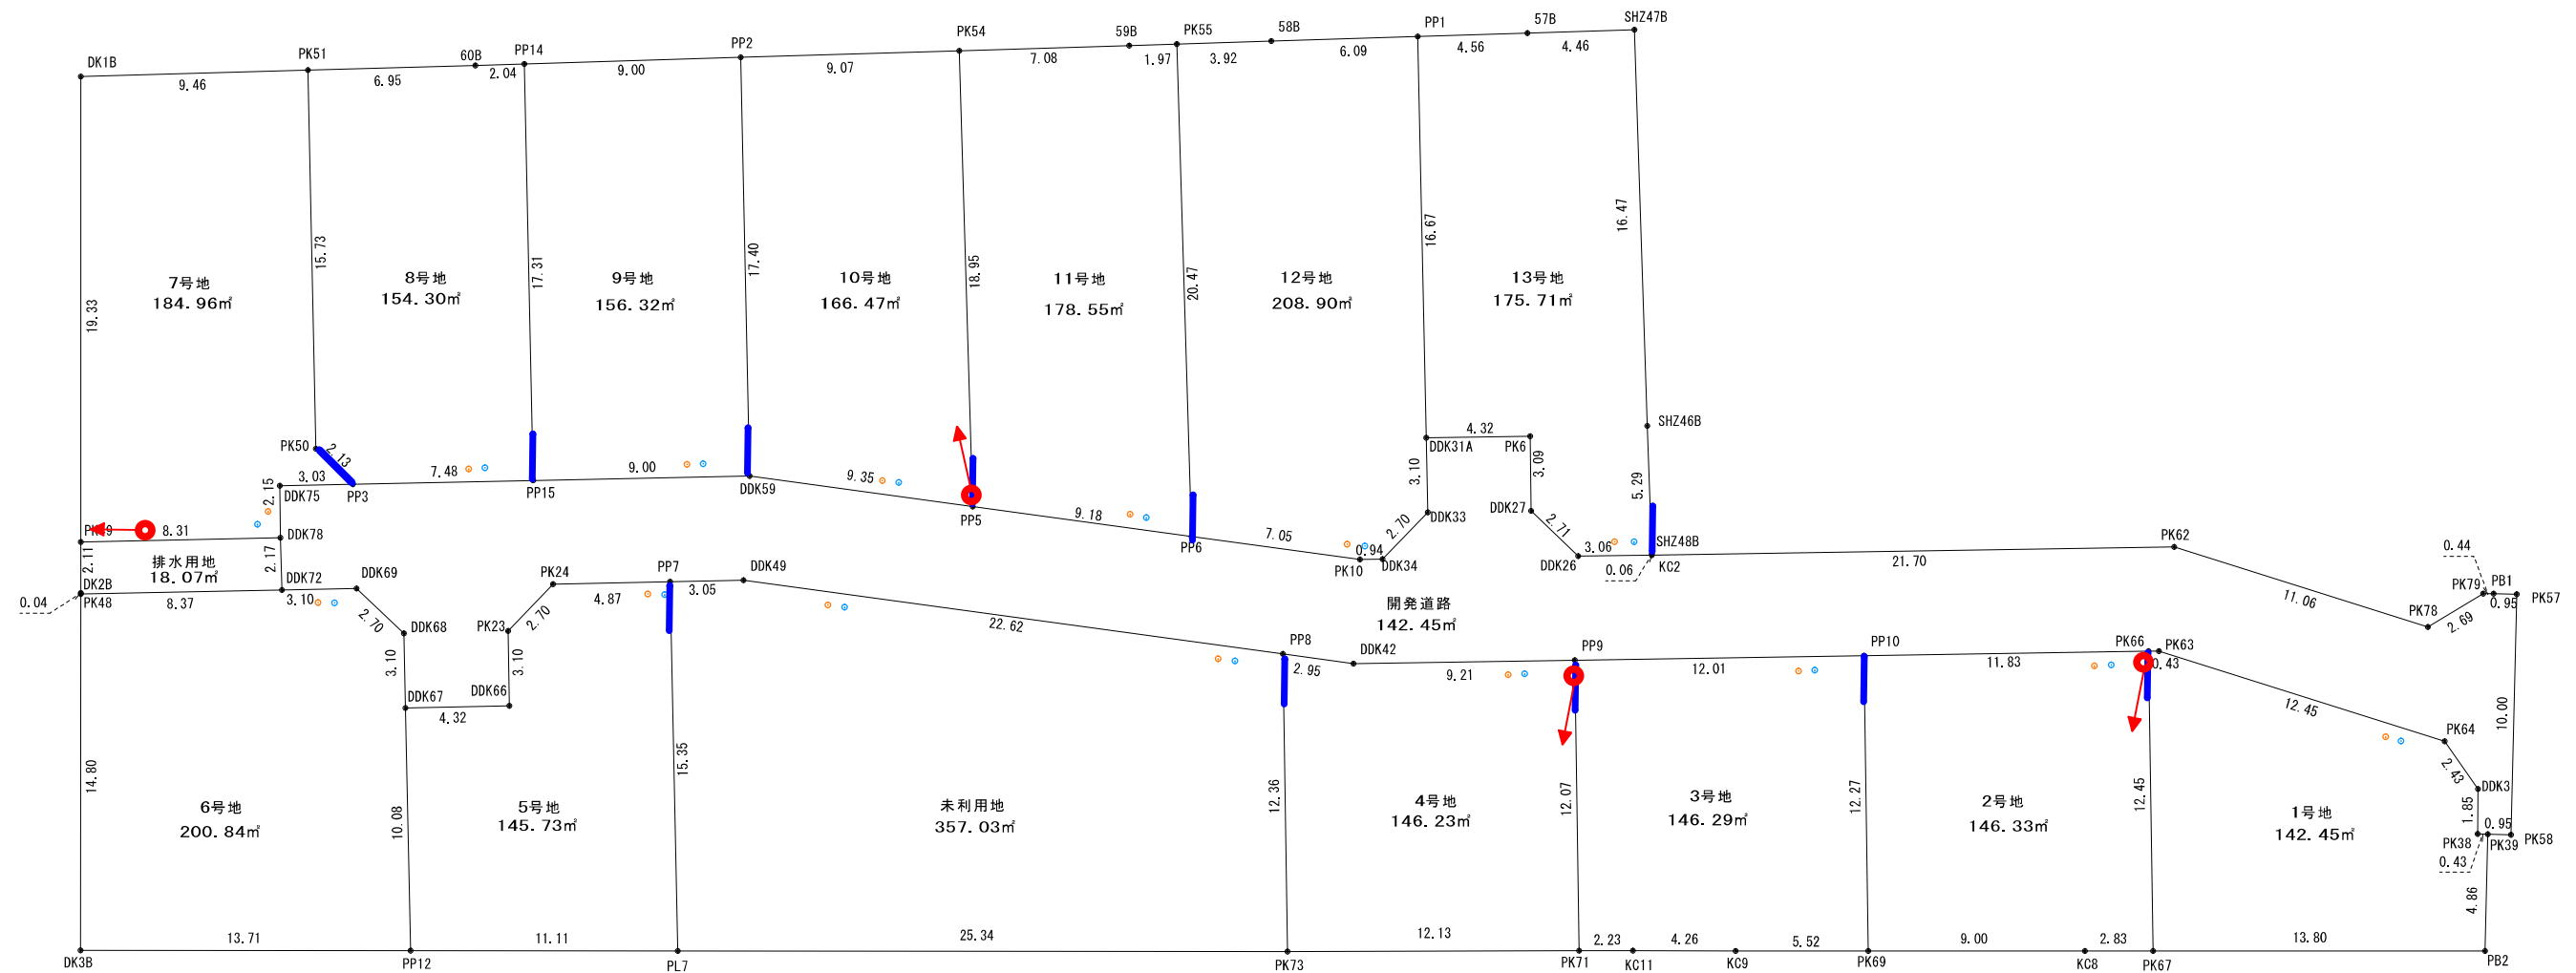 DK1B
PK51
60B
PP14
PP2
PK54
59B
PK55
58B
PP1
57B
SHZ47B
9.46
6.95
2.04
9.00
9.07
7.08
1.97
3.92
6.09
4.56
4.46
19.33
15.73
17.31
17.40
18.95
20.47
16.67
16.47
7号地
184.96㎡
8号地
154.30㎡
9号地
156.32㎡
10号地
166.47㎡
11号地
178.55㎡
12号地
208.90㎡
13号地
175.71㎡
PK50
2.13
3.03
2.15
DDK75
PP3
7.48
PP15
9.00
DDK59
9.35
PP5
9.18
PP6
7.05
PK10
0.94
DDK34
2.70
DDK33
3.10
DDK31A
4.32
PK6
3.09
DDK27
2.71
DDK26
3.06
0.06
SHZ46B
5.29
SHZ48B
KC2
21.70
PK62
11.06
PK78
2.69
PK79
0.44
PB1
0.95
PK57
8.31
DDK78
2.11
排水用地
18.07㎡
2.17
DK2B
PK48
0.04
8.37
DDK72
3.10
DDK69
2.70
DDK68
3.10
DDK67
4.32
DDK66
3.10
PK23
2.70
PK24
4.87
PP7
3.05
DDK49
22.62
開発道路
142.45㎡
PP8
2.95
DDK42
9.21
PP9
12.01
PP10
11.83
PK66
0.43
PK63
12.45
PK64
2.43
DDK3
1.85
10.00
0.95
PK38
PK39
PK58
0.43
4.86
14.80
10.08
15.35
12.36
12.07
12.27
12.45
6号地
200.84㎡
5号地
145.73㎡
未利用地
357.03㎡
4号地
146.23㎡
3号地
146.29㎡
2号地
146.33㎡
1号地
142.45㎡
13.71
11.11
25.34
12.13
2.23
4.26
5.52
9.00
2.83
13.80
DK3B
PP12
PL7
PK73
PK71
KC11
KC9
PK69
KC8
PK67
PB2